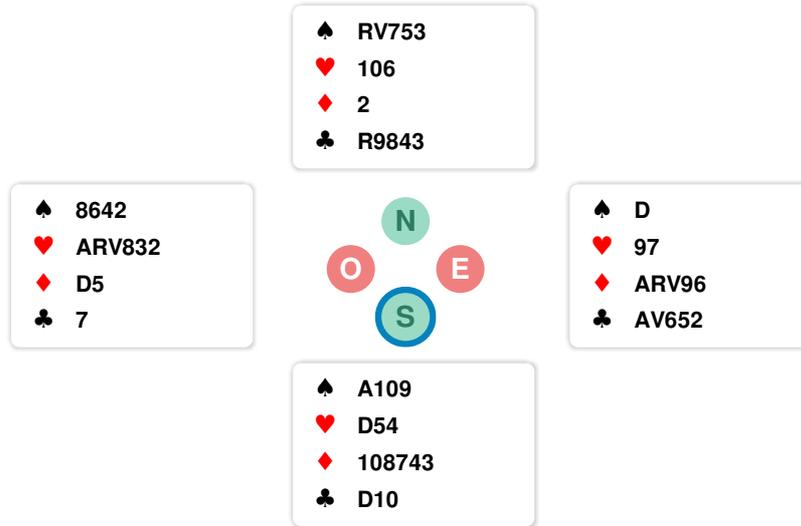 ♠ RV753
♥ 106
♦ 2
♣ R9843
♠ 8642
♥ ARV832
♦ D5
♣ 7
N
O E
S
♠ D
♥ 97
♦ ARV96
♣ AV652
♠ A109
♥ D54
♦ 108743
♣ D10